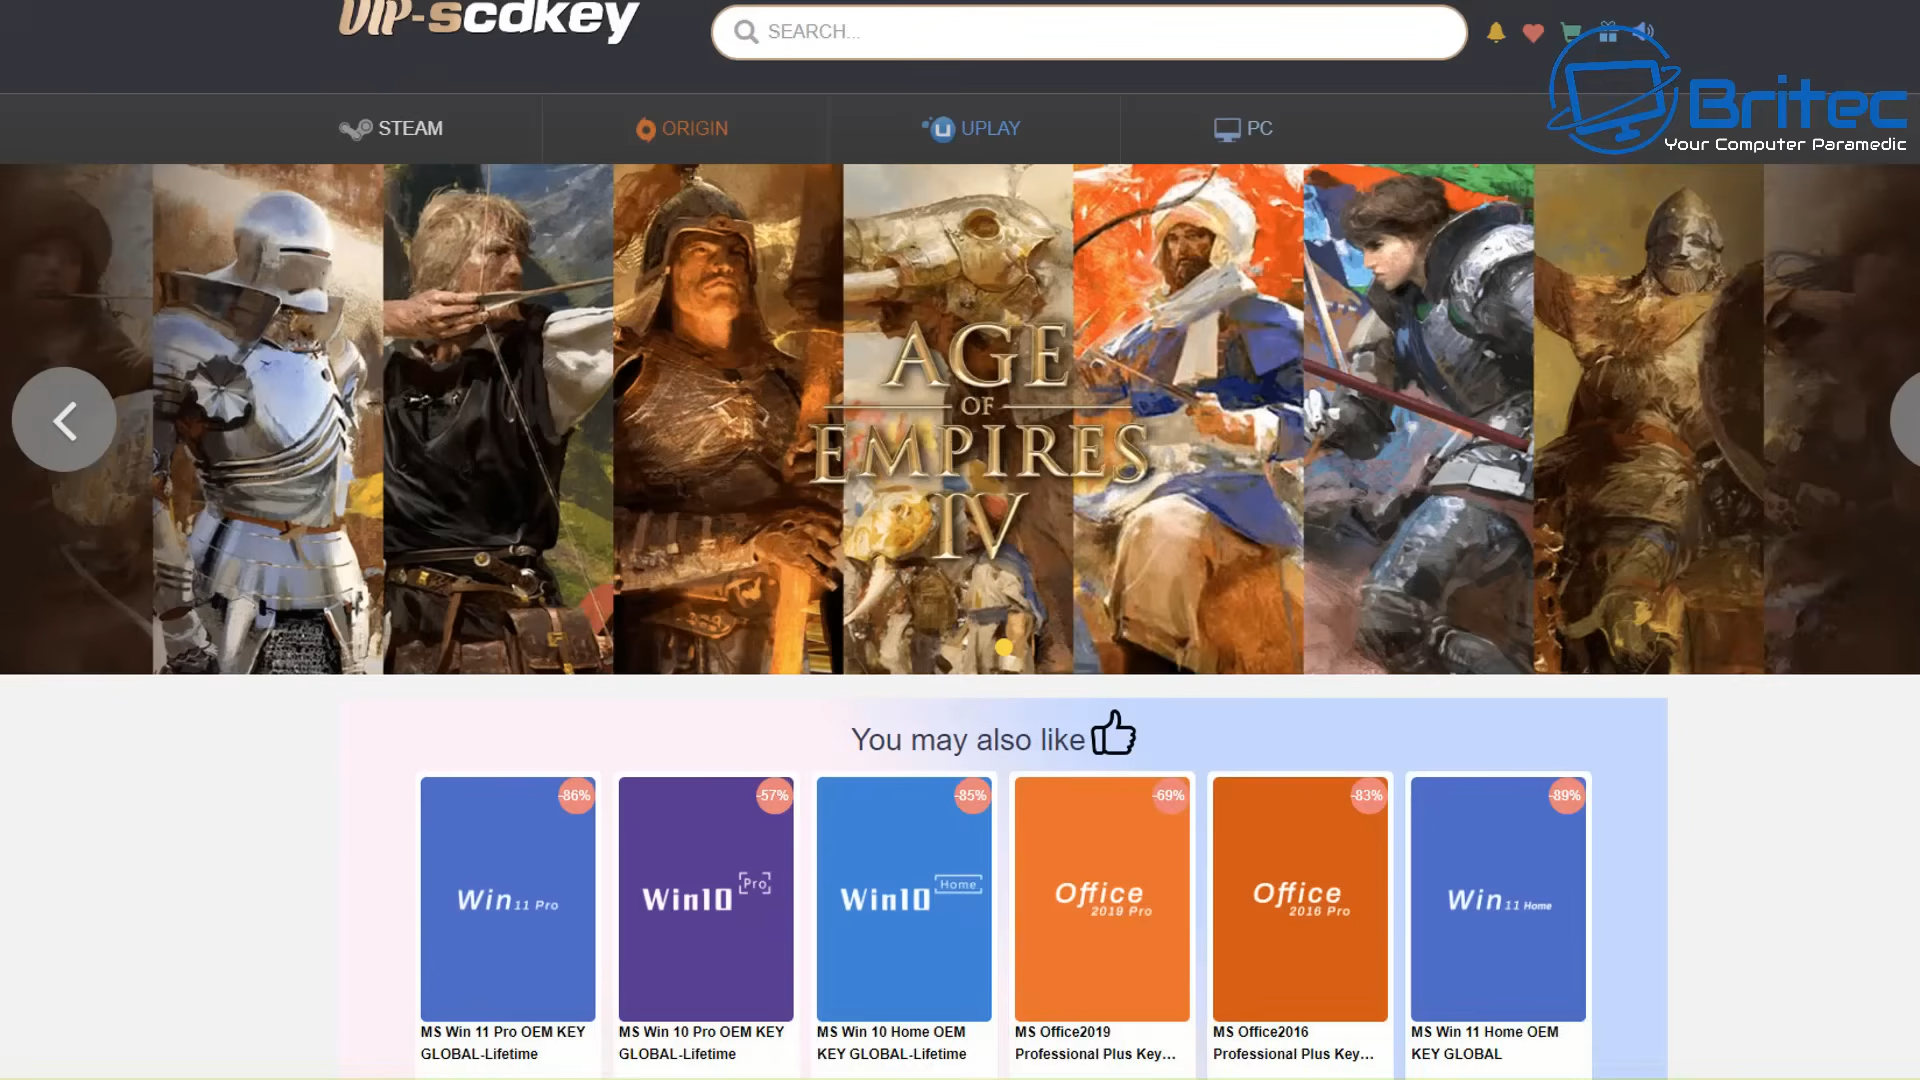 VIP-scdkey
SEARCH...
Britec
Your Computer Paramedic
STEAM
ORIGIN
UPLAY
PC
AGE
OF
EMPIRES
IV
You may also like
-86%
-57%
-85%
-69%
-83%
-89%
Win 11 Pro
Win10 Pro
Win10 Home
Office
2019 Pro
Office
2016 Pro
Win 11 Home
MS Win 11 Pro OEM KEY
GLOBAL-Lifetime
MS Win 10 Pro OEM KEY
GLOBAL-Lifetime
MS Win 10 Home OEM
KEY GLOBAL-Lifetime
MS Office2019
Professional Plus Key...
MS Office2016
Professional Plus Key...
MS Win 11 Home OEM
KEY GLOBAL